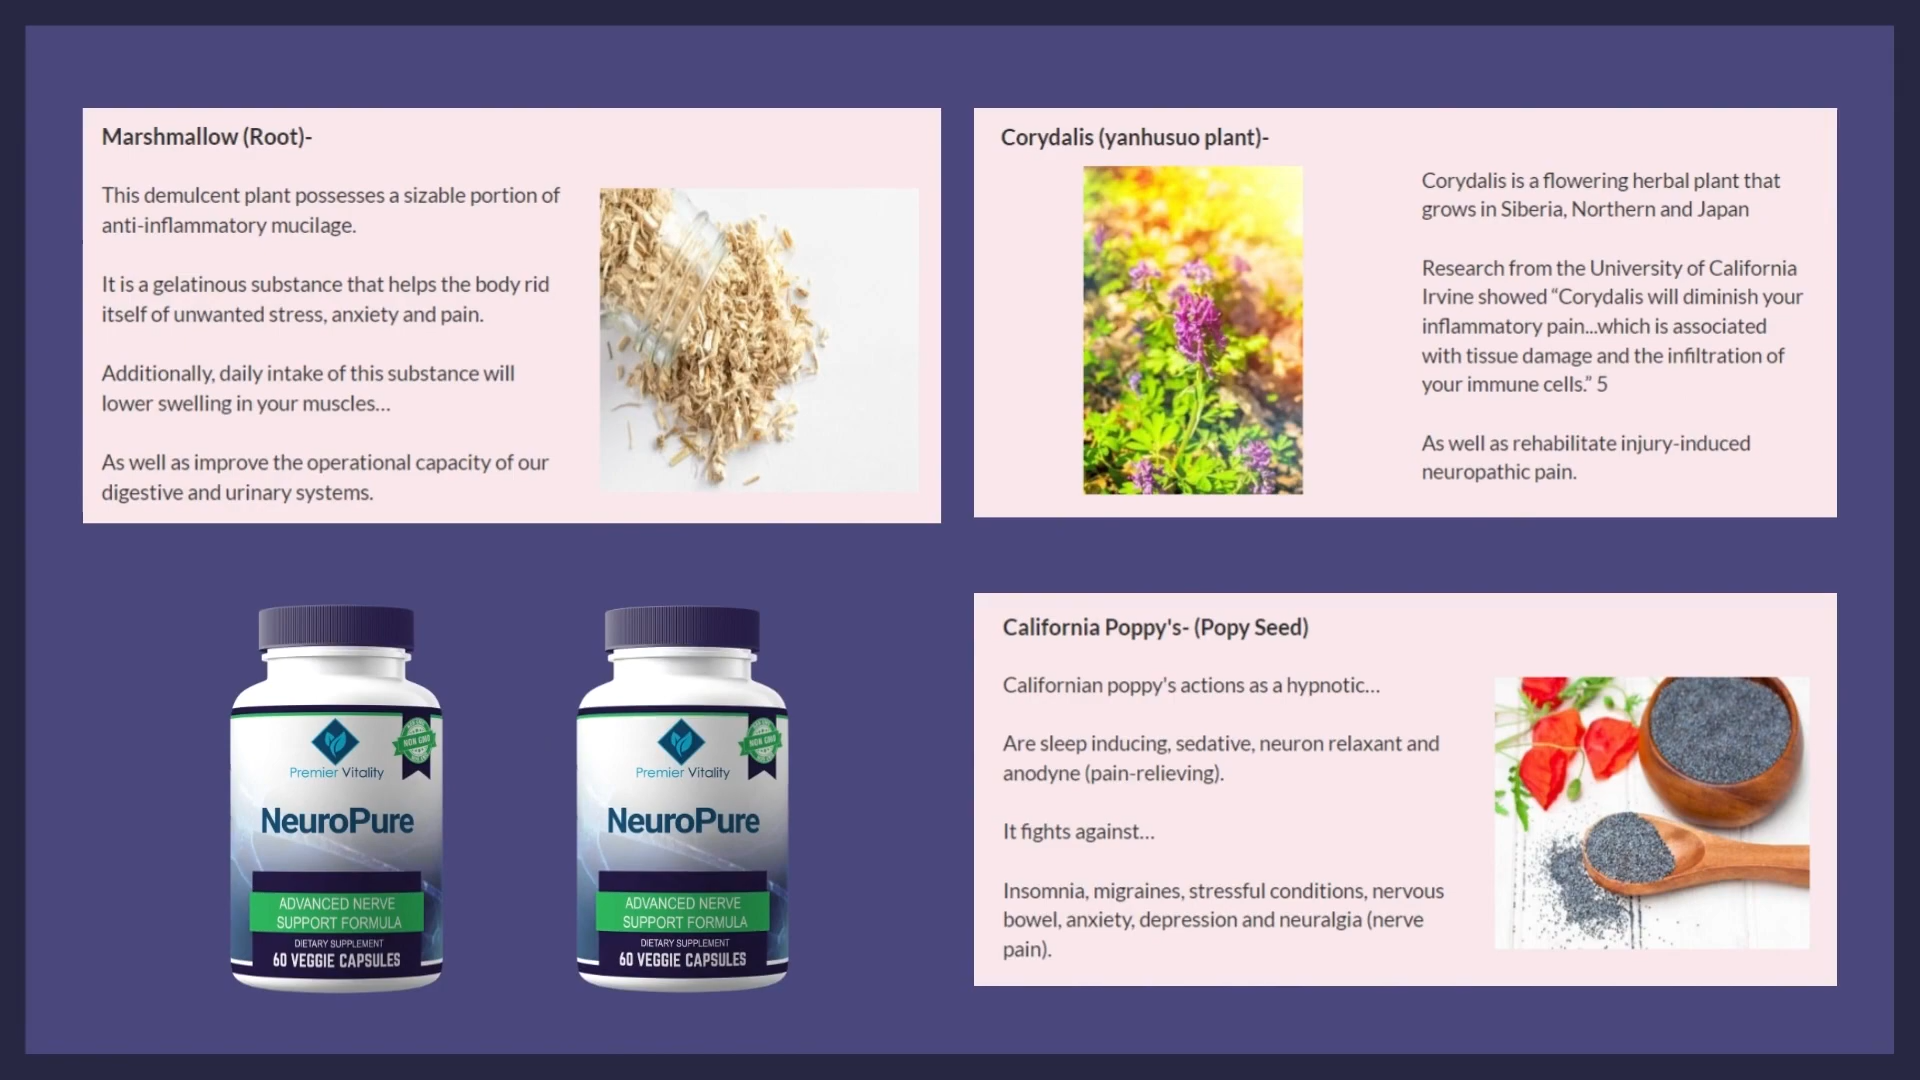 Marshmallow (Root)-
This demulcent plant possesses a sizable portion of
anti-inflammatory mucilage.
It is a gelatinous substance that helps the body rid
itself of unwanted stress, anxiety and pain.
Additionally, daily intake of this substance will
lower swelling in your muscles...
As well as improve the operational capacity of our
digestive and urinary systems.
Corydalis (yanhusuo plant)-
Corydalis is a flowering herbal plant that
grows in Siberia, Northern and Japan
Research from the University of California
Irvine showed “Corydalis will diminish your
inflammatory pain...which is associated
with tissue damage and the infiltration of
your immune cells.” 5
As well as rehabilitate injury-induced
neuropathic pain.
NON GMO
Premier Vitality
NeuroPure
ADVANCED NERVE
SUPPORT FORMULA
DIETARY SUPPLEMENT
60 VEGGIE CAPSULES
NON GMO
Premier Vitality
NeuroPure
ADVANCED NERVE
SUPPORT FORMULA
DIETARY SUPPLEMENT
60 VEGGIE CAPSULES
California Poppy's- (Popy Seed)
Californian poppy's actions as a hypnotic...
Are sleep inducing, sedative, neuron relaxant and
anodyne (pain-relieving).
It fights against...
Insomnia, migraines, stressful conditions, nervous
bowel, anxiety, depression and neuralgia (nerve
pain).